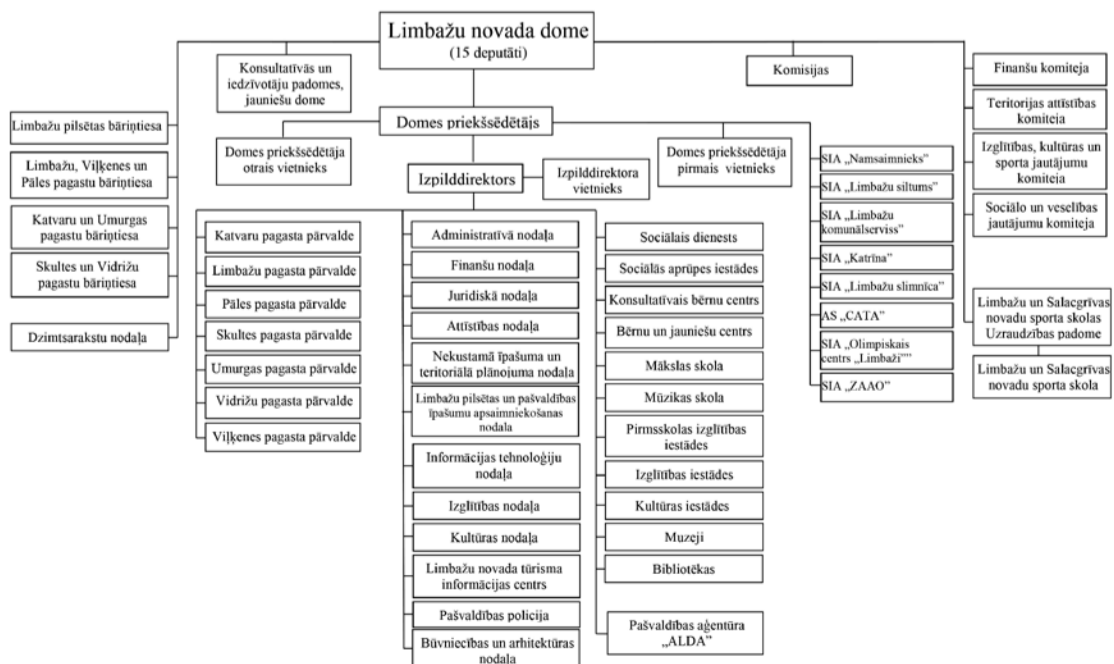 Limbažu novada dome
(15 deputāti)
Konsultatīvās un
iedzīvotāju padomes,
jauniešu dome
Komisijas
Finanšu komiteja
Teritorijas attīstības
komiteja
Izglītības, kultūras un
sporta jautājumu
komiteja
Sociālo un veselības
jautājumu komiteja
Limbažu un Salacgrīvas
novadu sporta skolas
Uzraudzības padome
Limbažu un Salacgrīvas
novadu sporta skola
Limbažu pilsētas bāriņtiesa
Limbažu, Viļķenes un
Pāles pagastu bāriņtiesa
Katvaru un Umurgas
pagastu bāriņtiesa
Skultes un Vidrižu
pagastu bāriņtiesa
Dzimtsarakstu nodaļa
Domes priekšsēdētājs
Domes priekšsēdētāja
otrais vietnieks
Domes priekšsēdētāja
pirmais vietnieks
Izpilddirektors
Izpilddirektora
vietnieks
SIA „Namsaimnieks”
SIA „Limbažu siltums”
SIA „Limbažu
komunālserviss”
SIA „Katrīna”
SIA „Limbažu slimnīca”
AS „CATA”
SIA „Olimpiskais
centrs „Limbaži””
SIA „ZAAO”
Katvaru pagasta pārvalde
Limbažu pagasta pārvalde
Pāles pagasta pārvalde
Skultes pagasta pārvalde
Umurgas pagasta pārvalde
Vidrižu pagasta pārvalde
Viļķenes pagasta pārvalde
Administratīvā nodaļa
Finanšu nodaļa
Juridiskā nodaļa
Attīstības nodaļa
Nekustamā īpašuma un
teritoriālā plānojuma nodaļa
Limbažu pilsētas un pašvaldības
īpašumu apsaimniekošanas
nodaļa
Informācijas tehnoloģiju
nodaļa
Izglītības nodaļa
Kultūras nodaļa
Limbažu novada tūrisma
informācijas centrs
Pašvaldības policija
Būvniecības un arhitektūras
nodaļa
Sociālais dienests
Sociālās aprūpes iestādes
Konsultatīvais bērnu centrs
Bērnu un jauniešu centrs
Mākslas skola
Mūzikas skola
Pirmsskolas izglītības
iestādes
Izglītības iestādes
Kultūras iestādes
Muzeji
Bibliotēkas
Pašvaldības aģentūra
„ALDA”